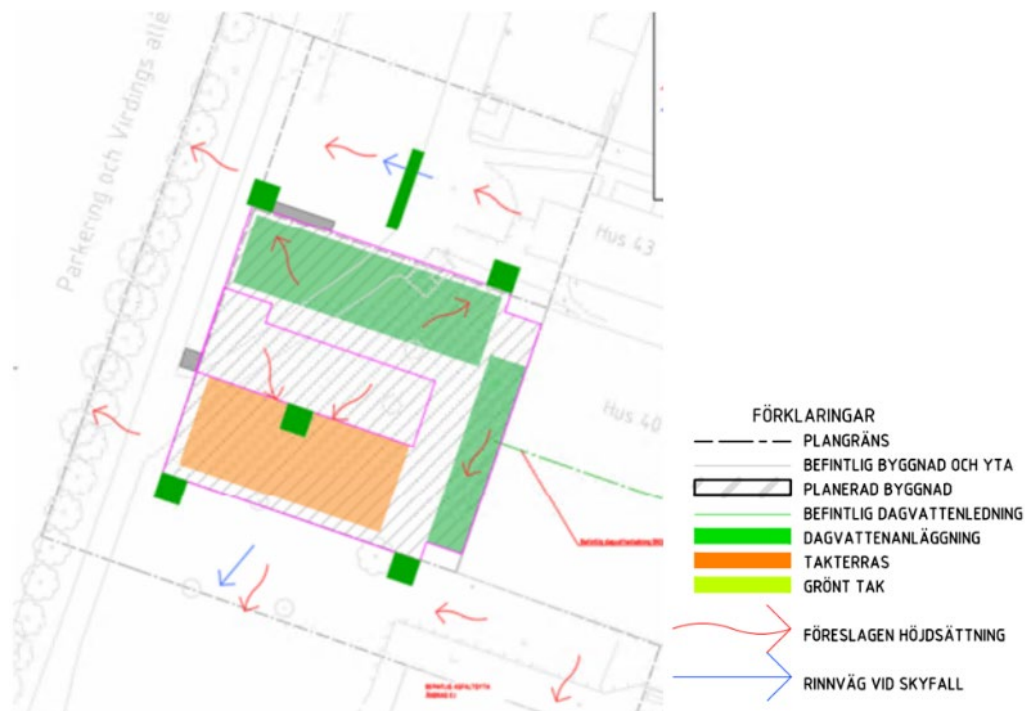 Parkering och Virdings allé
Hus 43
Hus 40
FÖRKLARINGAR
PLANGRÄNS
BEFINTLIG BYGGNAD OCH YTA
PLANERAD BYGGNAD
BEFINTLIG DAGVATTENLEDNING
DAGVATTENANLÄGGNING
TAKTERRAS
GRÖNT TAK
FÖRESLAGEN HÖJDSÄTTNING
RINNVÄG VID SKYFALL